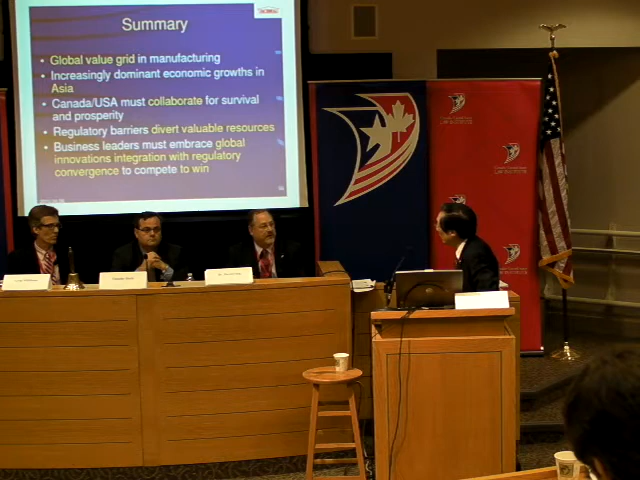 Summary
• Global value grid in manufacturing
• Increasingly dominant economic growths in
Asia
• Canada/USA must collaborate for survival
and prosperity
• Regulatory barriers divert valuable resources
• Business leaders must embrace global
innovations integration with regulatory
convergence to compete to win
LAW INSTITUTE